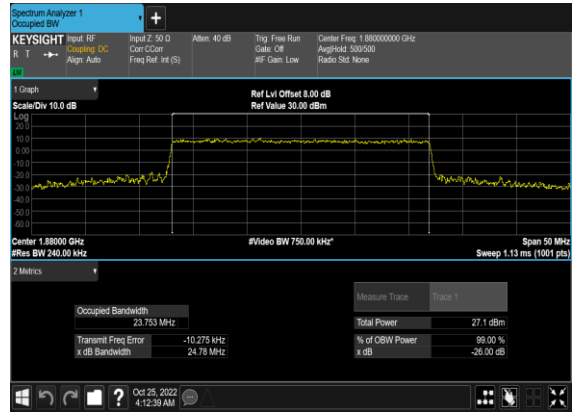 Spectrum Analyzer 1
Occupied BW
KEYSIGHT Input: RF Input Z: 50 Ω Atten: 40 dB Trig: Free Run Center Freq: 1.880000000 GHz
R T Coupling: DC Corr CCorr Gate: Off Avg|Hold: 500/500
Align: Auto Freq Ref: Int (S) #IF Gain: Low Radio Std: None
1 Graph
Ref Lvl Offset 8.00 dB
Scale/Div 10.0 dB Ref Value 30.00 dBm
Log
20.0
10.0
0.00
-10.0
-20.0
-30.0
-40.0
-50.0
-60.0
Center 1.88000 GHz #Video BW 750.00 kHz* Span 50 MHz
#Res BW 240.00 kHz Sweep 1.13 ms (1001 pts)
2 Metrics
Measure Trace Trace 1
Occupied Bandwidth
23.753 MHz Total Power 27.1 dBm
Transmit Freq Error -10.275 kHz % of OBW Power 99.00 %
x dB Bandwidth 24.78 MHz x dB -26.00 dB
? Oct 25, 2022
4:12:39 AM